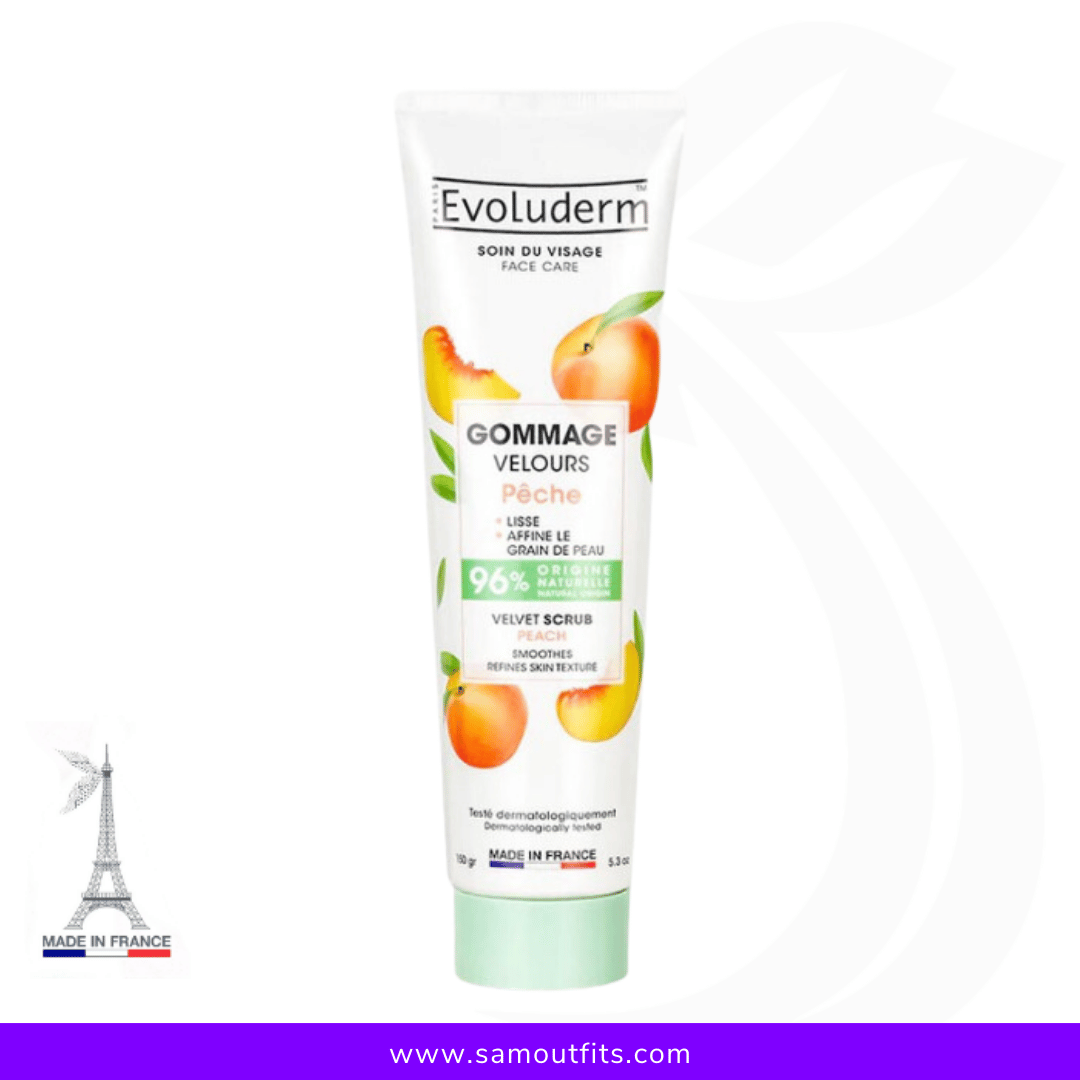 PARIS
Evoluderm™
SOIN DU VISAGE
FACE CARE
GOMMAGE
VELOURS
Pêche
• LISSE
• AFFINE LE
GRAIN DE PEAU
96% ORIGINE
NATURELLE
NATURAL ORIGIN
VELVET SCRUB
PEACH
SMOOTHES
REFINES SKIN TEXTURE
Testé dermatologiquement
Dermatologically tested
150 gr MADE IN FRANCE 5.3 oz
MADE IN FRANCE
www.samoutfits.com